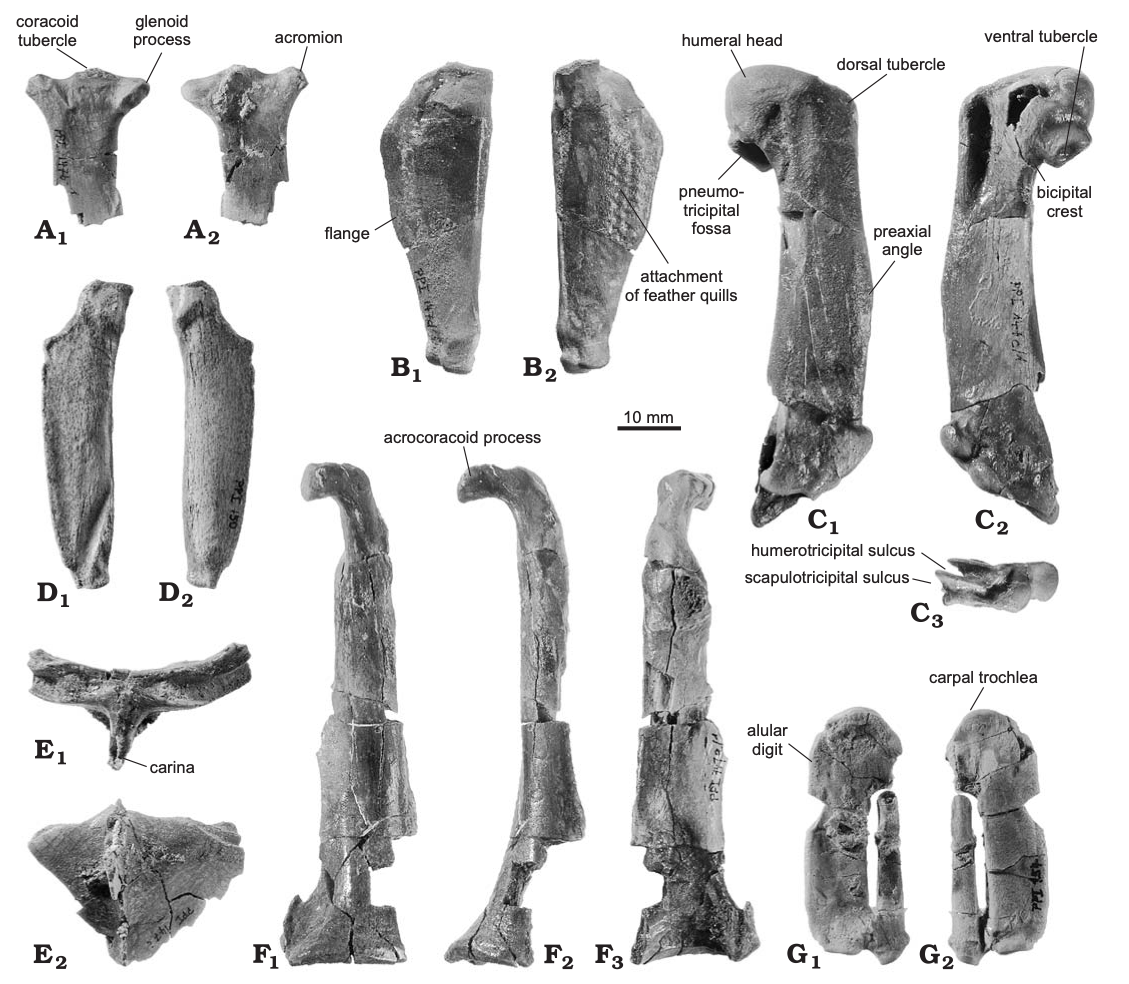 coracoid
tubercle
glenoid
process
acromion
A1
A2
flange
attachment
of feather quills
B1
B2
humeral head
dorsal tubercle
ventral tubercle
pneumo-
tricipital
fossa
bicipital
crest
preaxial
angle
C1
C2
humerotricipital sulcus
scapulotricipital sulcus
C3
D1
D2
10 mm
acrocoracoid process
E1
carina
E2
F1
F2
F3
carpal trochlea
alular
digit
G1
G2